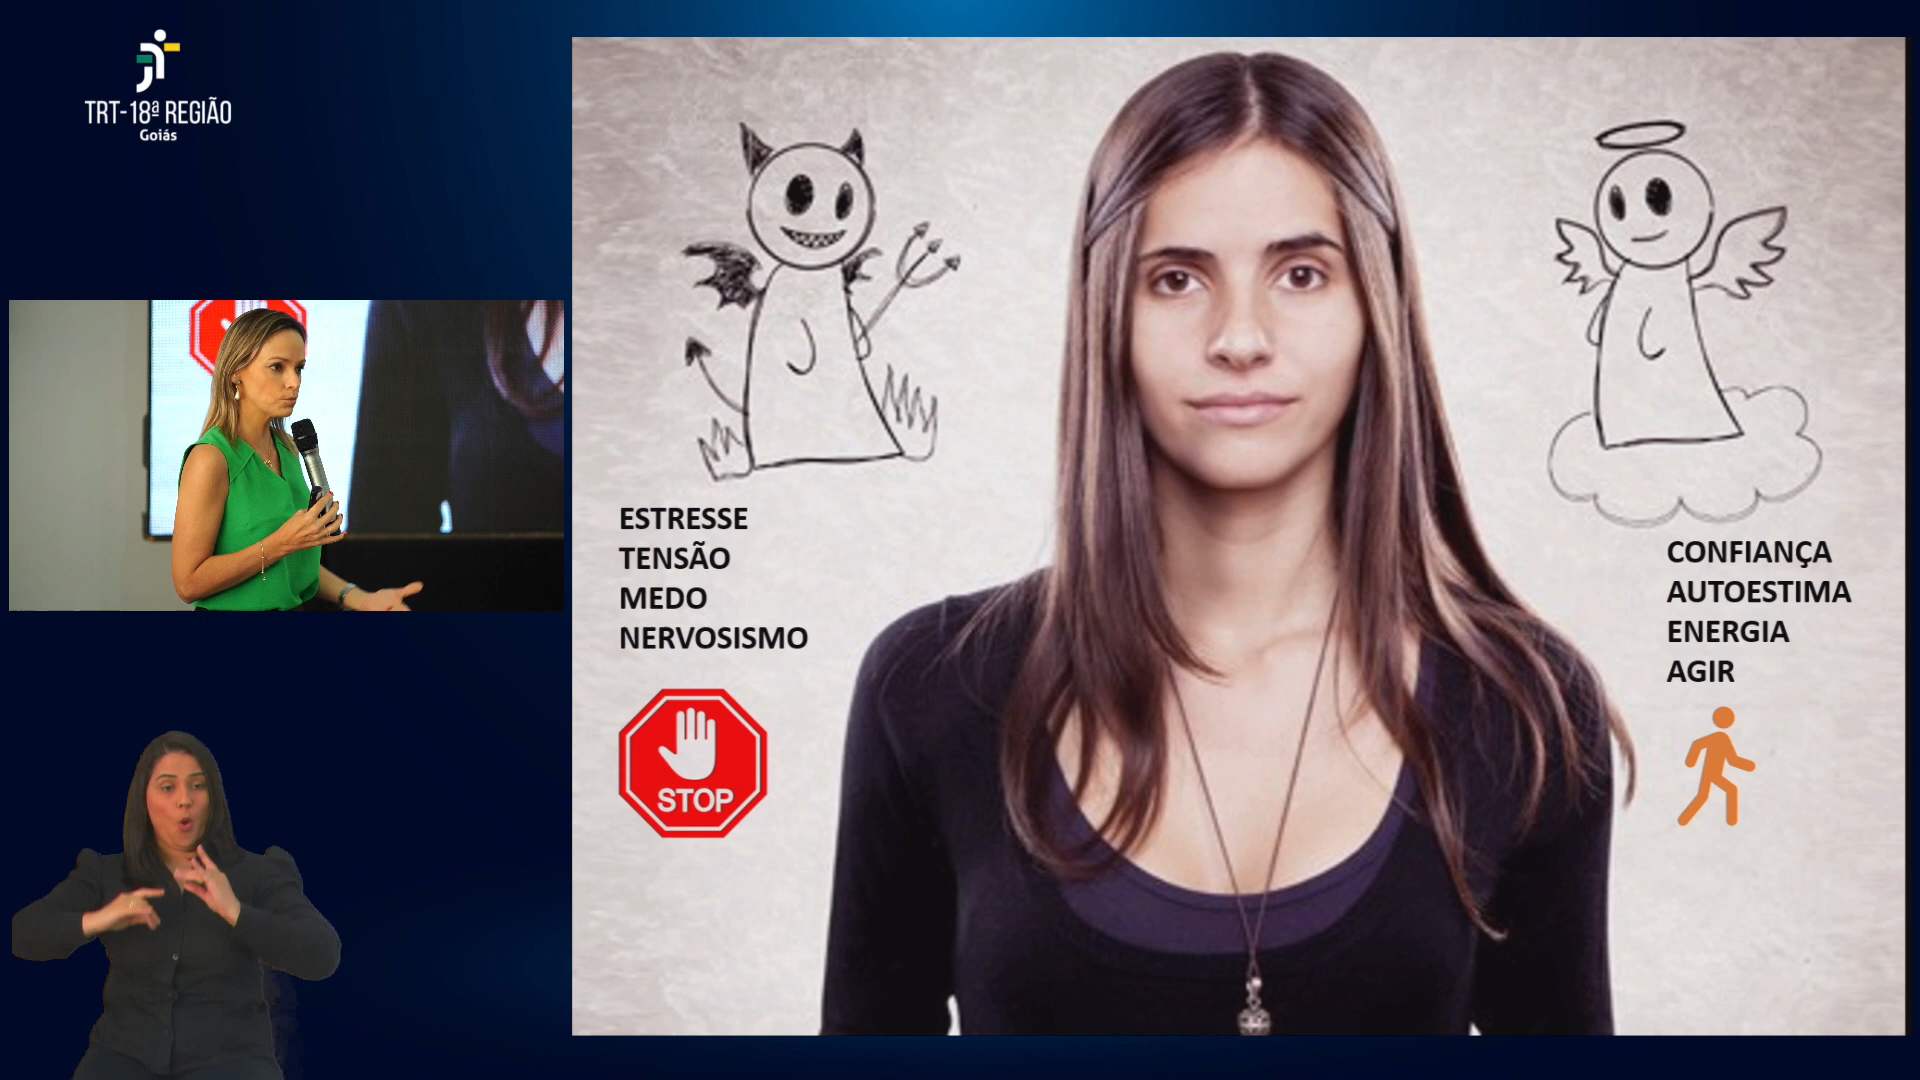 TRT-18ª REGIÃO
Goiás
ESTRESSE
TENSÃO
MEDO
NERVOSISMO
STOP
CONFIANÇA
AUTOESTIMA
ENERGIA
AGIR